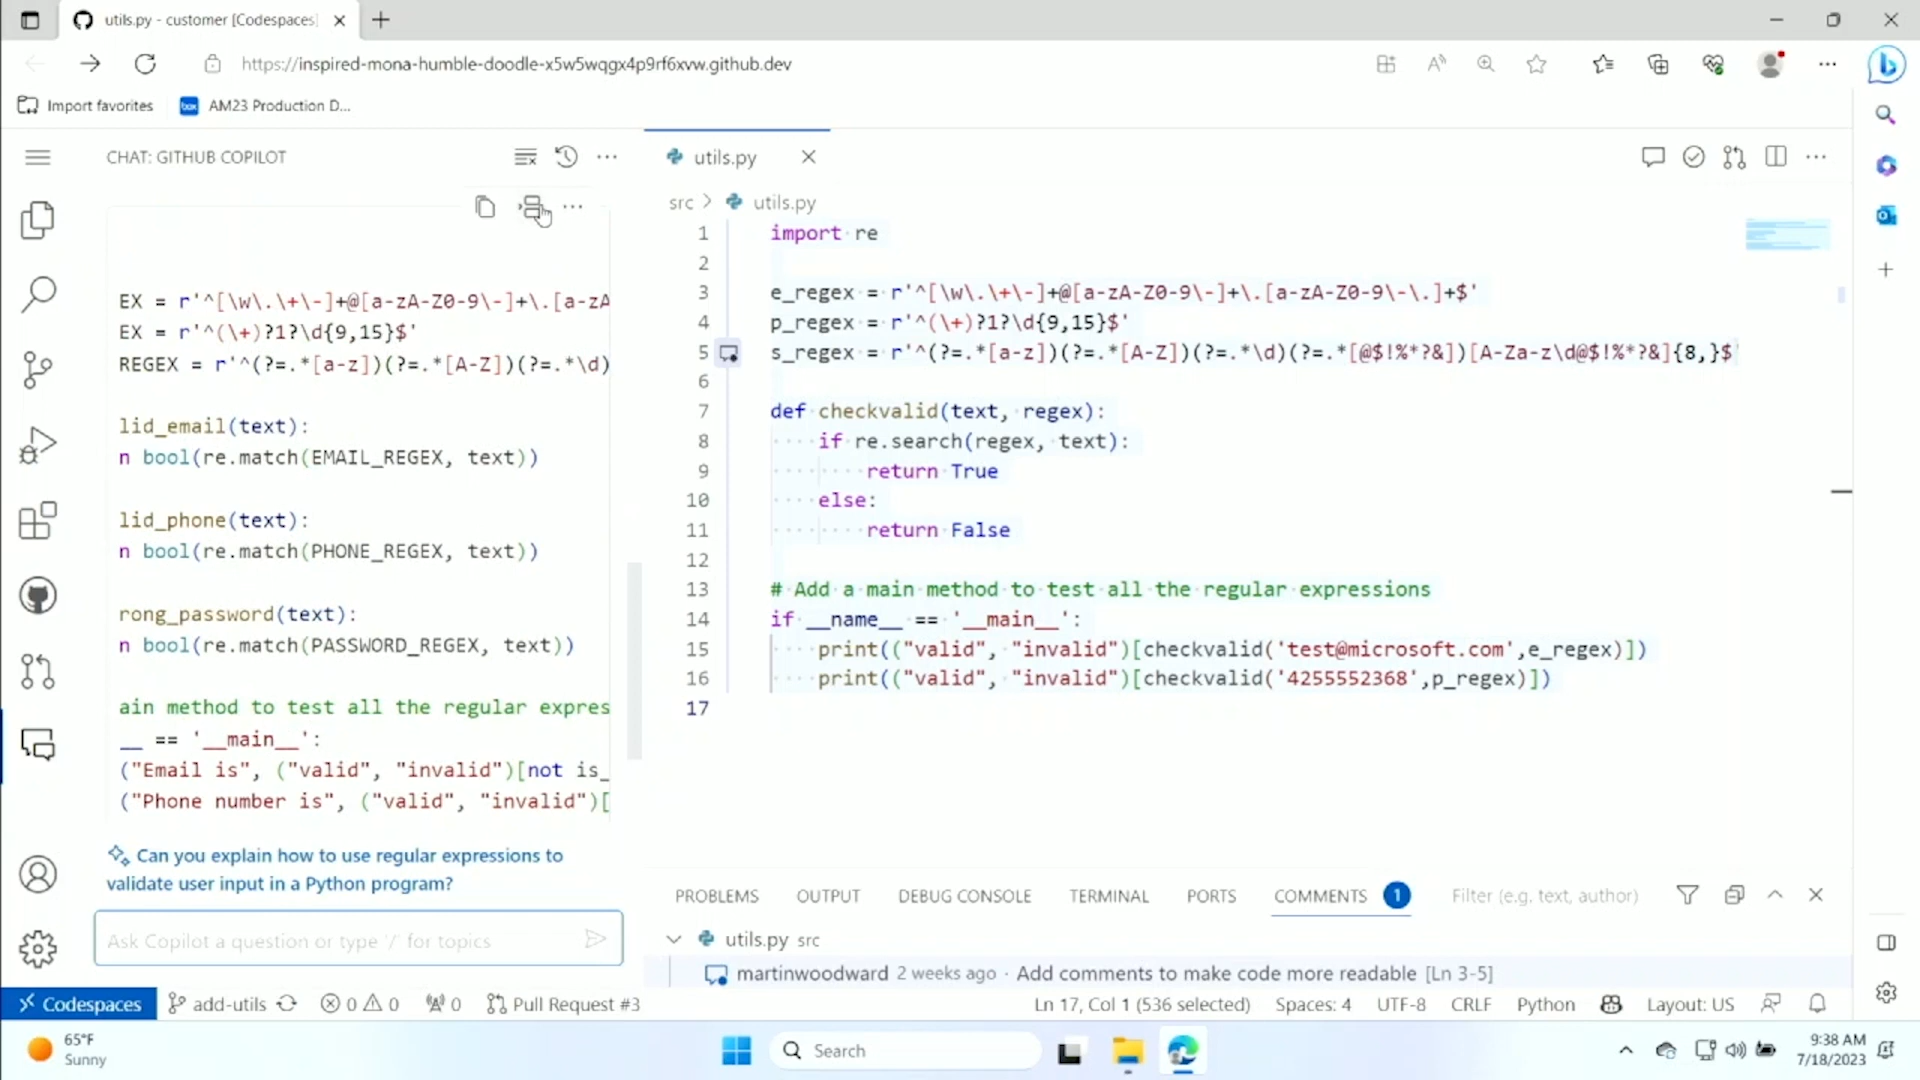 utils.py - customer [Codespaces]
https://inspired-mona-humble-doodle-x5w5wqgx4p9rf6xvw.github.dev
Import favorites
box
AM23 Production D...
CHAT: GITHUB COPILOT
EX = r'^[\w\.\+\-]+@[a-zA-Z0-9\-]+\.[a-zA
EX = r'^(\+)?1?\d{9,15}$'
REGEX = r'^(?=.*[a-z])(?=.*[A-Z])(?=.*\d)
lid_email(text):
n bool(re.match(EMAIL_REGEX, text))
lid_phone(text):
n bool(re.match(PHONE_REGEX, text))
rong_password(text):
n bool(re.match(PASSWORD_REGEX, text))
ain method to test all the regular expres
__ == '__main__':
("Email is", ("valid", "invalid")[not is_
("Phone number is", ("valid", "invalid")[
Can you explain how to use regular expressions to
validate user input in a Python program?
Ask Copilot a question or type '/' for topics
utils.py
src > utils.py
1 import re
2
3 e_regex = r'^[\w\.\+\-]+@[a-zA-Z0-9\-]+\.[a-zA-Z0-9\-\.]+$'
4 p_regex = r'^(\+)?1?\d{9,15}$'
5 s_regex = r'^(?=.*[a-z])(?=.*[A-Z])(?=.*\d)(?=.*[@$!%*?&])[A-Za-z\d@$!%*?&]{8,}$'
6
7 def checkvalid(text, regex):
8 if re.search(regex, text):
9 return True
10 else:
11 return False
12
13 # Add a main method to test all the regular expressions
14 if __name__ == '__main__':
15 print(("valid", "invalid")[checkvalid('test@microsoft.com',e_regex)])
16 print(("valid", "invalid")[checkvalid('4255552368',p_regex)])
17
PROBLEMS OUTPUT DEBUG CONSOLE TERMINAL PORTS COMMENTS 1 Filter (e.g. text, author)
utils.py src
martinwoodward 2 weeks ago · Add comments to make code more readable [Ln 3-5]
Codespaces add-utils 0 0 0 Pull Request #3 Ln 17, Col 1 (536 selected) Spaces: 4 UTF-8 CRLF Python Layout: US
65°F
Sunny
Search
9:38 AM
7/18/2023